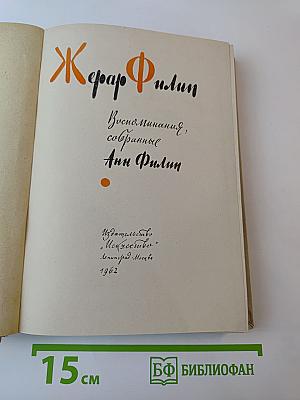 Жерар Филип
Воспоминания,
собранные
Анн Филип
Издательство
"Искусство"
Ленинград Москва
1962
15 см
БФ БИБЛИОФАН